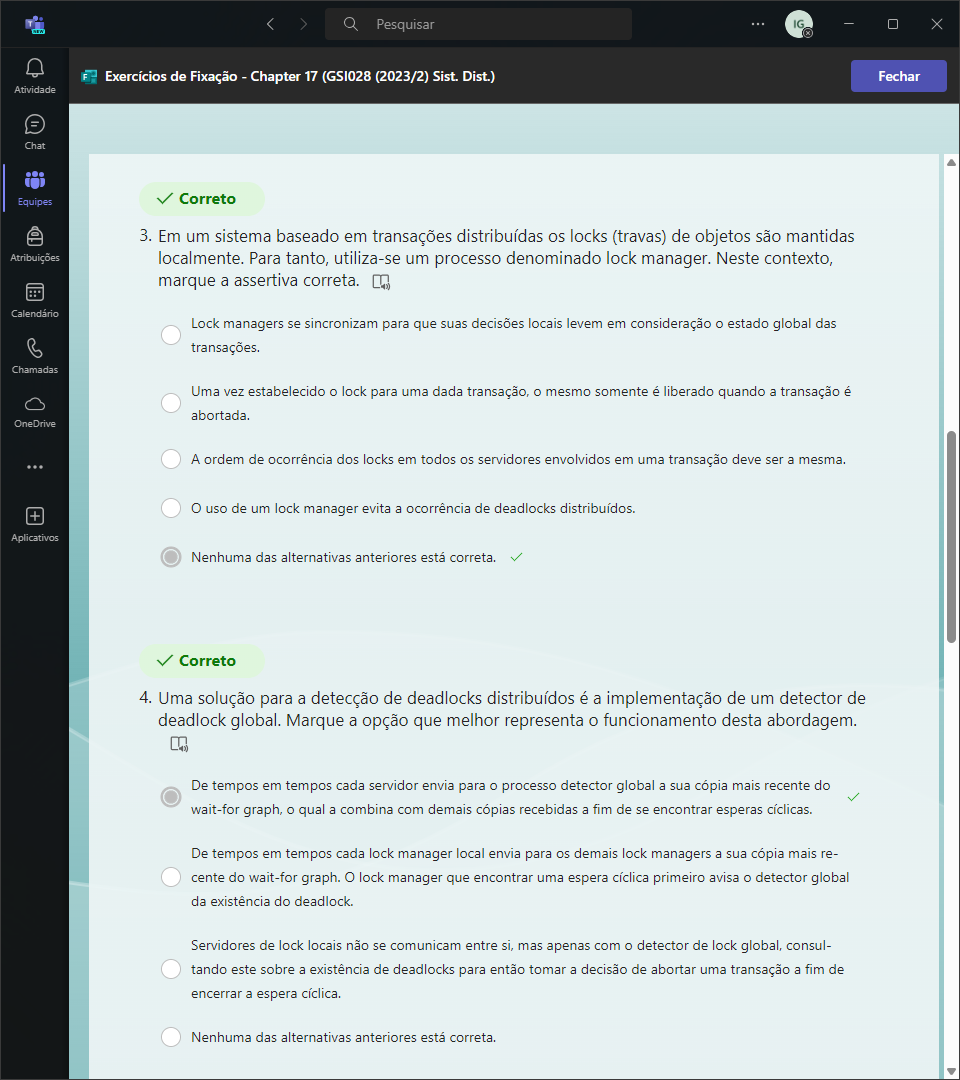 Pesquisar
IG
Atividade
Chat
Equipes
Atribuições
Calendário
Chamadas
OneDrive
Aplicativos
Exercícios de Fixação - Chapter 17 (GSI028 (2023/2) Sist. Dist.)
Fechar
Correto
3. Em um sistema baseado em transações distribuídas os locks (travas) de objetos são mantidas
localmente. Para tanto, utiliza-se um processo denominado lock manager. Neste contexto,
marque a assertiva correta.
Lock managers se sincronizam para que suas decisões locais levem em consideração o estado global das
transações.
Uma vez estabelecido o lock para uma dada transação, o mesmo somente é liberado quando a transação é
abortada.
A ordem de ocorrência dos locks em todos os servidores envolvidos em uma transação deve ser a mesma.
O uso de um lock manager evita a ocorrência de deadlocks distribuídos.
Nenhuma das alternativas anteriores está correta.
Correto
4. Uma solução para a detecção de deadlocks distribuídos é a implementação de um detector de
deadlock global. Marque a opção que melhor representa o funcionamento desta abordagem.
De tempos em tempos cada servidor envia para o processo detector global a sua cópia mais recente do
wait-for graph, o qual a combina com demais cópias recebidas a fim de se encontrar esperas cíclicas.
De tempos em tempos cada lock manager local envia para os demais lock managers a sua cópia mais re-
cente do wait-for graph. O lock manager que encontrar uma espera cíclica primeiro avisa o detector global
da existência do deadlock.
Servidores de lock locais não se comunicam entre si, mas apenas com o detector de lock global, consul-
tando este sobre a existência de deadlocks para então tomar a decisão de abortar uma transação a fim de
encerrar a espera cíclica.
Nenhuma das alternativas anteriores está correta.